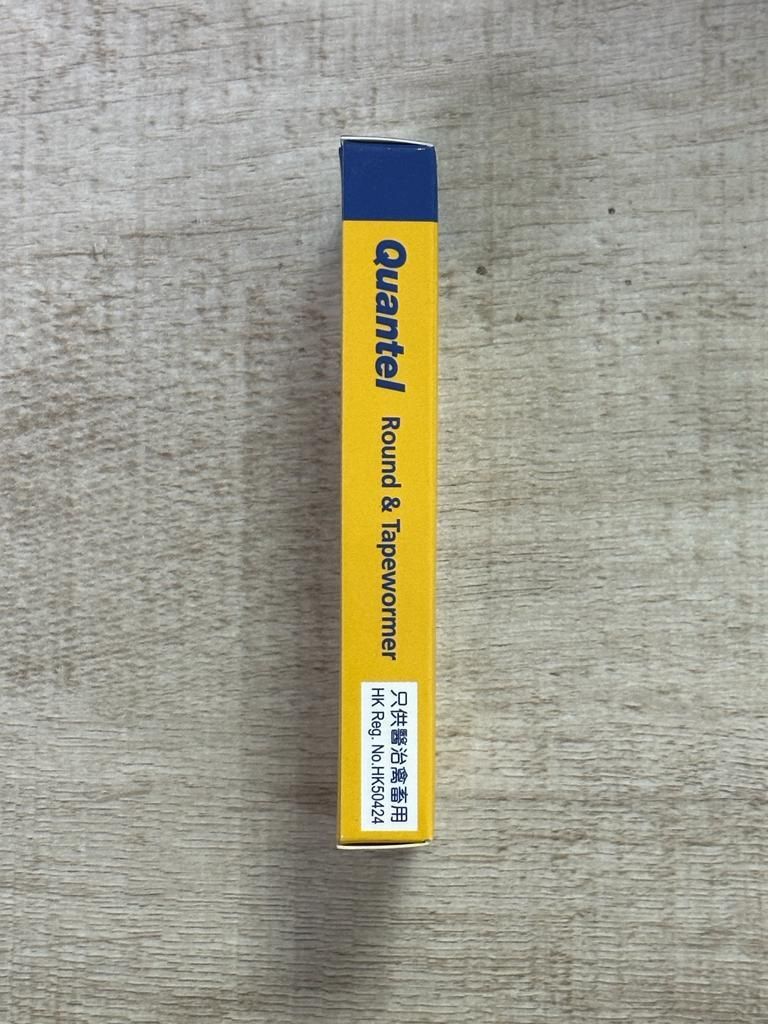 Quantel Round & Tapewormer
只供醫治禽畜用
HK Reg. No.HK50424